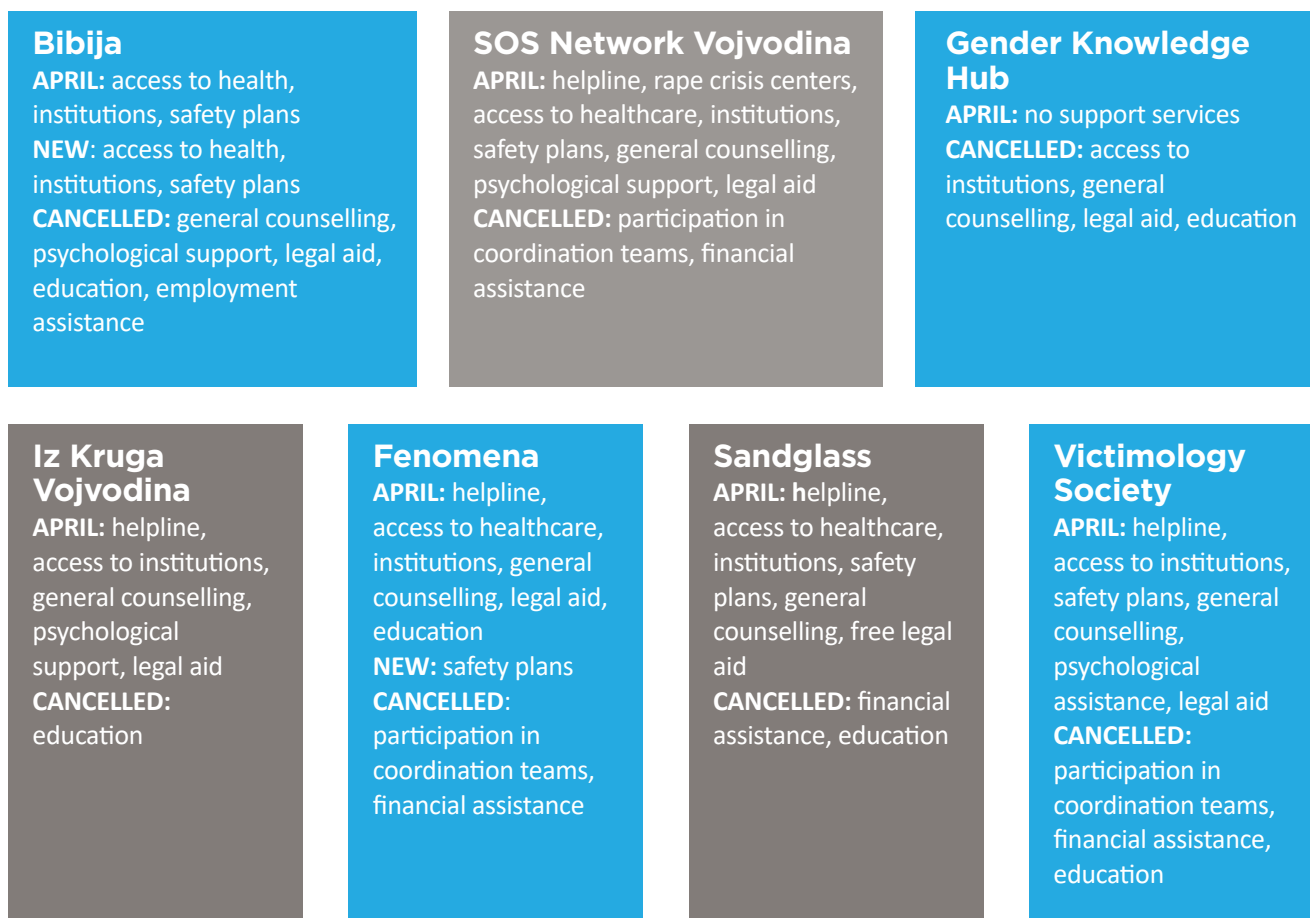 Bibija
APRIL: access to health,
institutions, safety plans
NEW: access to health,
institutions, safety plans
CANCELLED: general counselling,
psychological support, legal aid,
education, employment
assistance
SOS Network Vojvodina
APRIL: helpline, rape crisis centers,
access to healthcare, institutions,
safety plans, general counselling,
psychological support, legal aid
CANCELLED: participation in
coordination teams, financial
assistance
Gender Knowledge
Hub
APRIL: no support services
CANCELLED: access to
institutions, general
counselling, legal aid, education
Iz Kruga
Vojvodina
APRIL: helpline,
access to institutions,
general counselling,
psychological
support, legal aid
CANCELLED:
education
Fenomena
APRIL: helpline,
access to healthcare,
institutions, general
counselling, legal aid,
education
NEW: safety plans
CANCELLED:
participation in
coordination teams,
financial assistance
Sandglass
APRIL: helpline,
access to healthcare,
institutions, safety
plans, general
counselling, free legal
aid
CANCELLED: financial
assistance, education
Victimology
Society
APRIL: helpline,
access to institutions,
safety plans, general
counselling,
psychological
assistance, legal aid
CANCELLED:
participation in
coordination teams,
financial assistance,
education